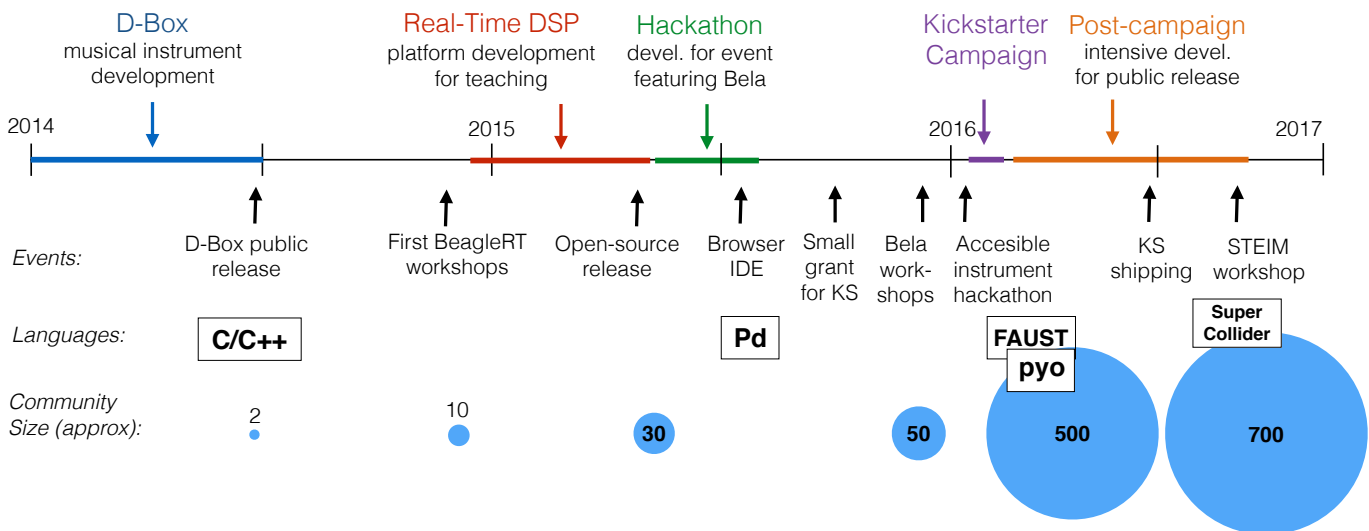 D-Box
musical instrument
development
Real-Time DSP
platform development
for teaching
Hackathon
devel. for event
featuring Bela
Kickstarter
Campaign
Post-campaign
intensive devel.
for public release
2014
2015
2016
2017
Events:
D-Box public
release
First BeagleRT
workshops
Open-source
release
Browser
IDE
Small
grant
for KS
Bela
work-
shops
Accesible
instrument
hackathon
KS
shipping
STEIM
workshop
Languages:
C/C++
Pd
FAUST
pyo
Super
Collider
Community
Size (approx):
2
10
30
50
500
700